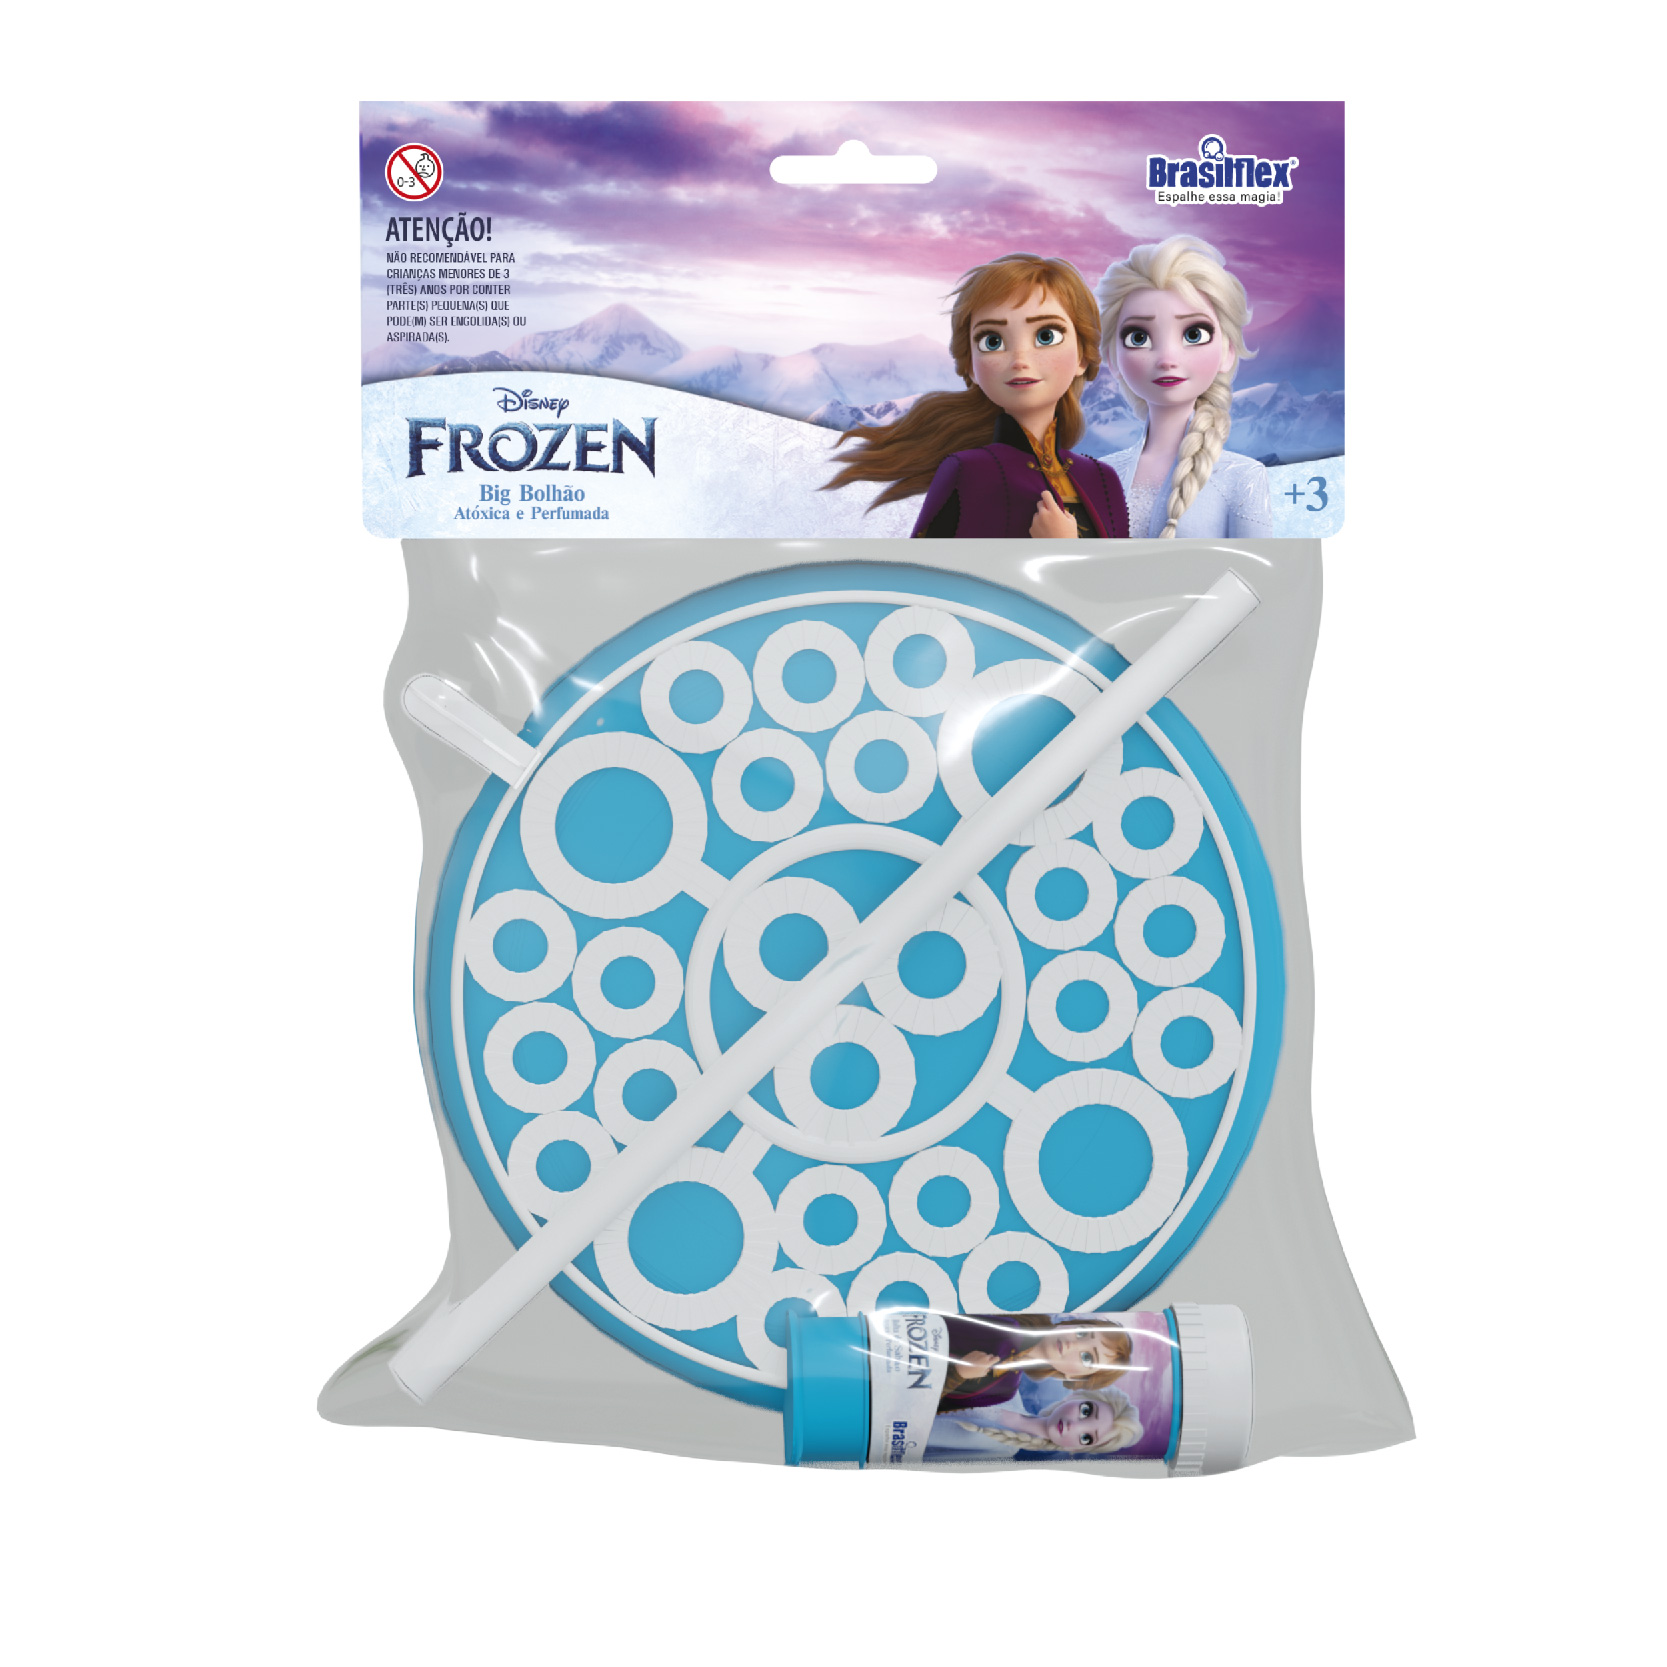 0-3
ATENÇÃO!
NÃO RECOMENDÁVEL PARA
CRIANÇAS MENORES DE 3
(TRÊS) ANOS POR CONTER
PARTE(S) PEQUENA(S) QUE
PODE(M) SER ENGOLIDA(S) OU
ASPIRADA(S).
Brasilflex®
Espalhe essa magia!
Disney
FROZEN
Big Bolhão
Atóxica e Perfumada
+3
Disney
FROZEN
Brasilflex